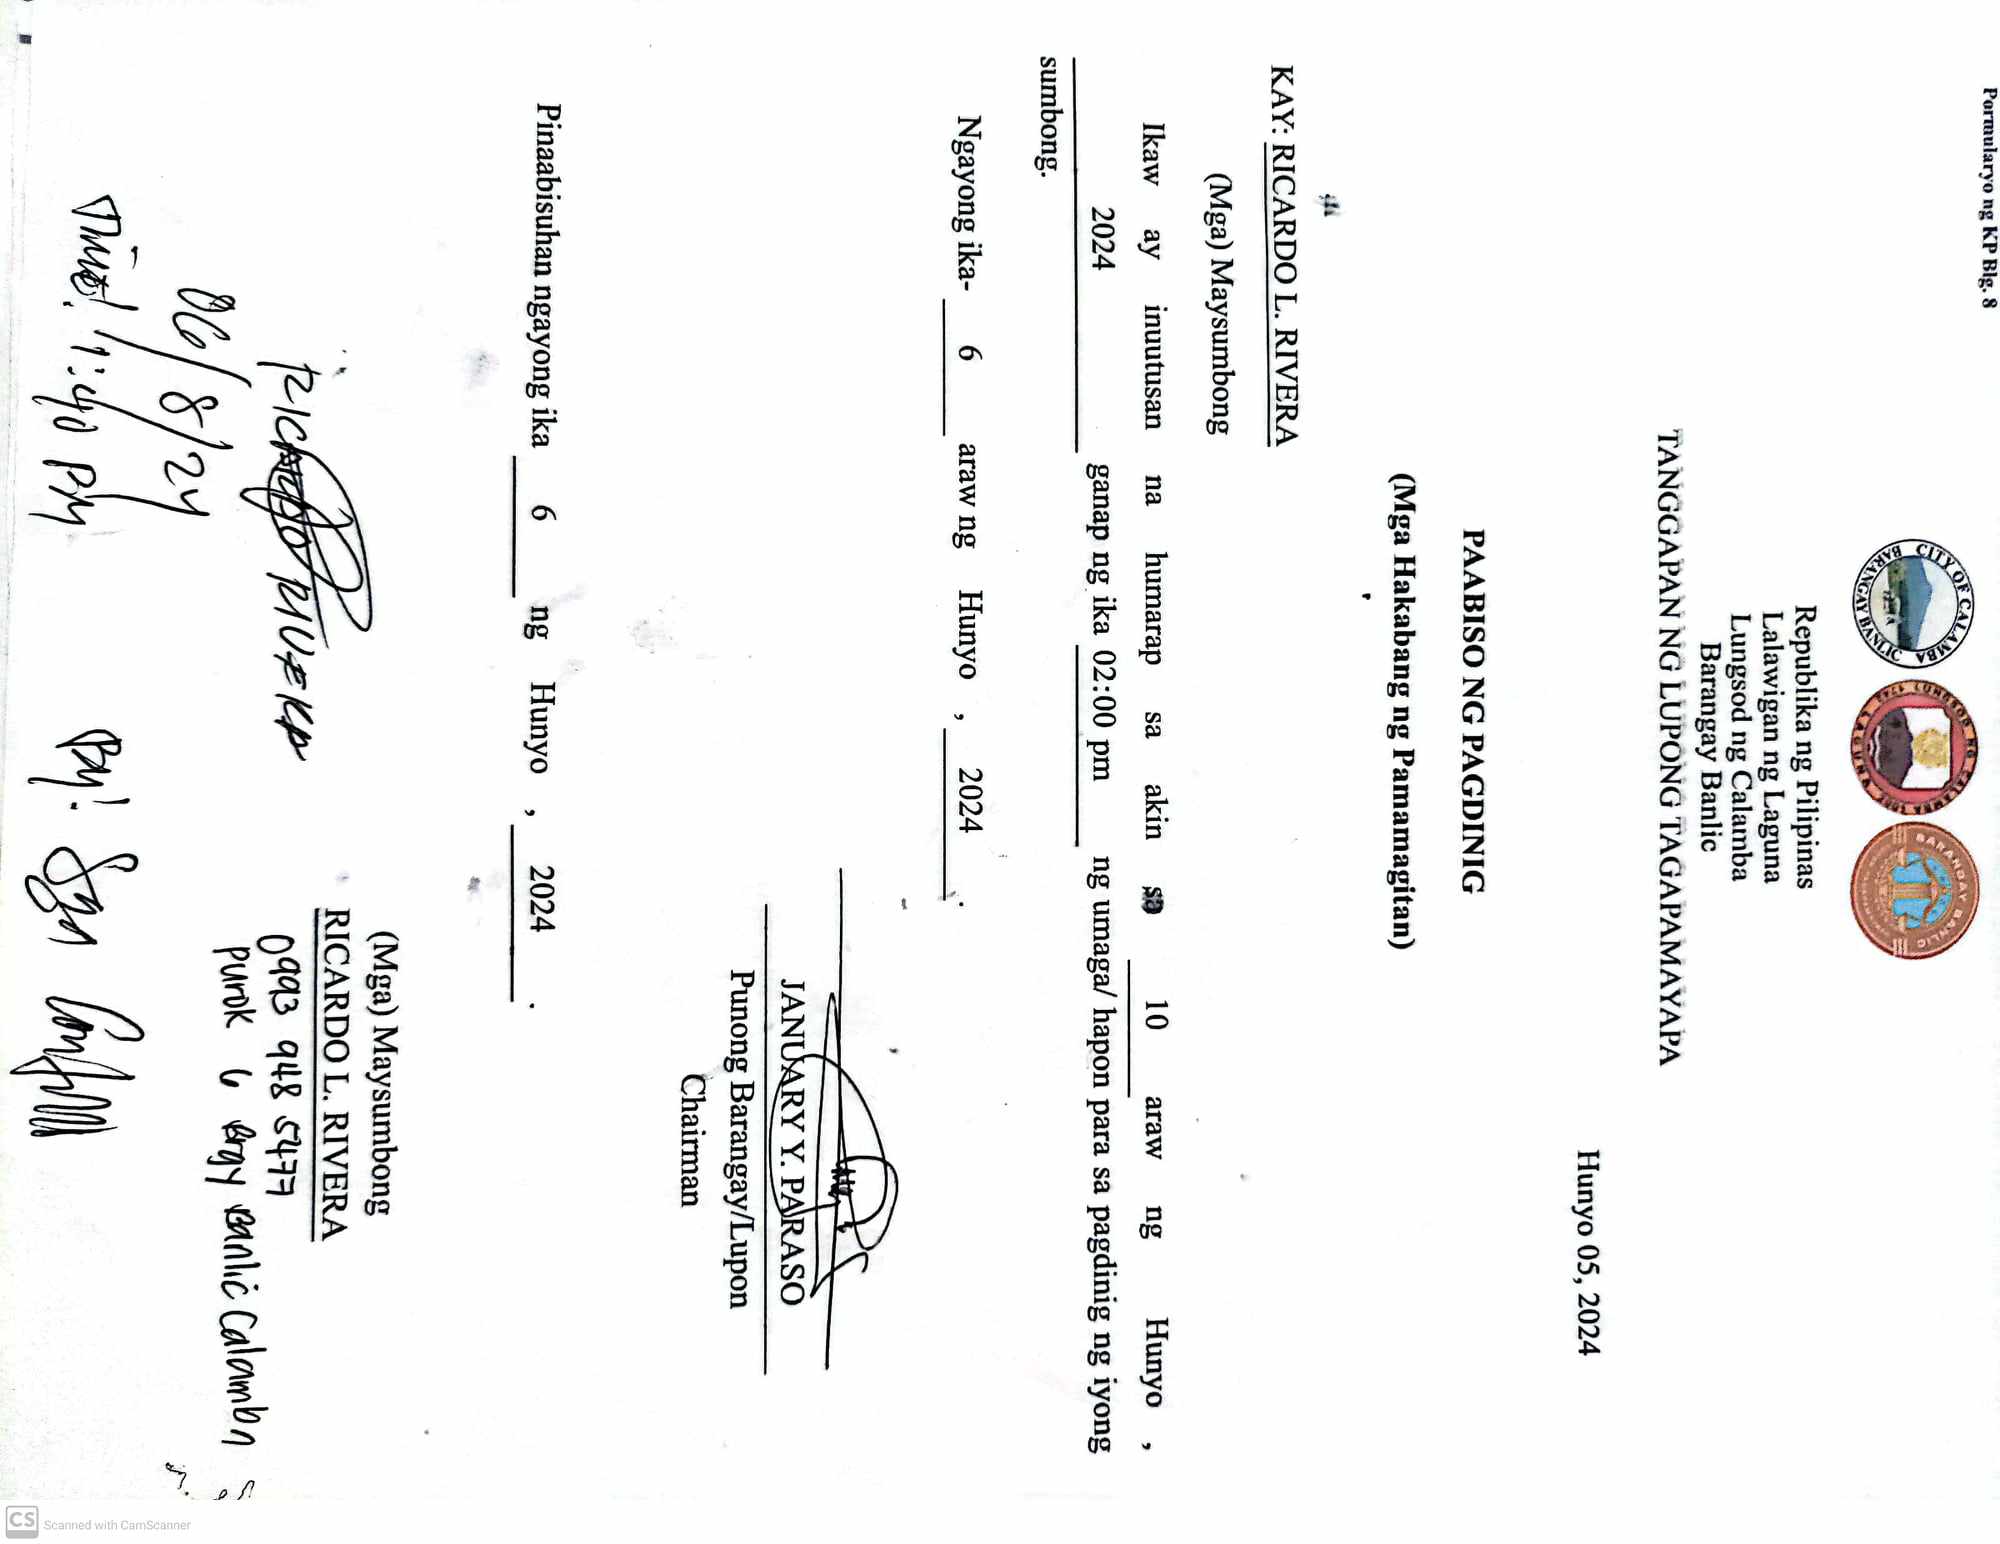 Pormularyo ng KP Blg. 8
CITY OF CALAMBA
BARANGAY BANLIC
BARANGAY BANLIC
Republika ng Pilipinas
Lalawigan ng Laguna
Lungsod ng Calamba
Barangay Banlic
TANGGAPAN NG LUPONG TAGAPAMAYAPA
Hunyo 05, 2024
PAABISO NG PAGDINIG
(Mga Hakabang ng Pamamagitan)
KAY: RICARDO L. RIVERA
(Mga) Maysumbong
Ikaw ay inuutusan na humarap sa akin sa 10 araw ng Hunyo ,
2024 ganap ng ika 02:00 pm ng umaga/ hapon para sa pagdinig ng iyong
sumbong.
Ngayong ika- 6 araw ng Hunyo , 2024 .
JANUARY Y. PARASO
Punong Barangay/Lupon
Chairman
Pinaabisuhan ngayong ika 6 ng Hunyo , 2024 .
(Mga) Maysumbong
RICARDO L. RIVERA
0993 948 5477
Purok 6 Brgy Banlic Calamba
RICARDO RIVERA
06/8/24
Time! 1:40 PM
By!
CS Scanned with CamScanner